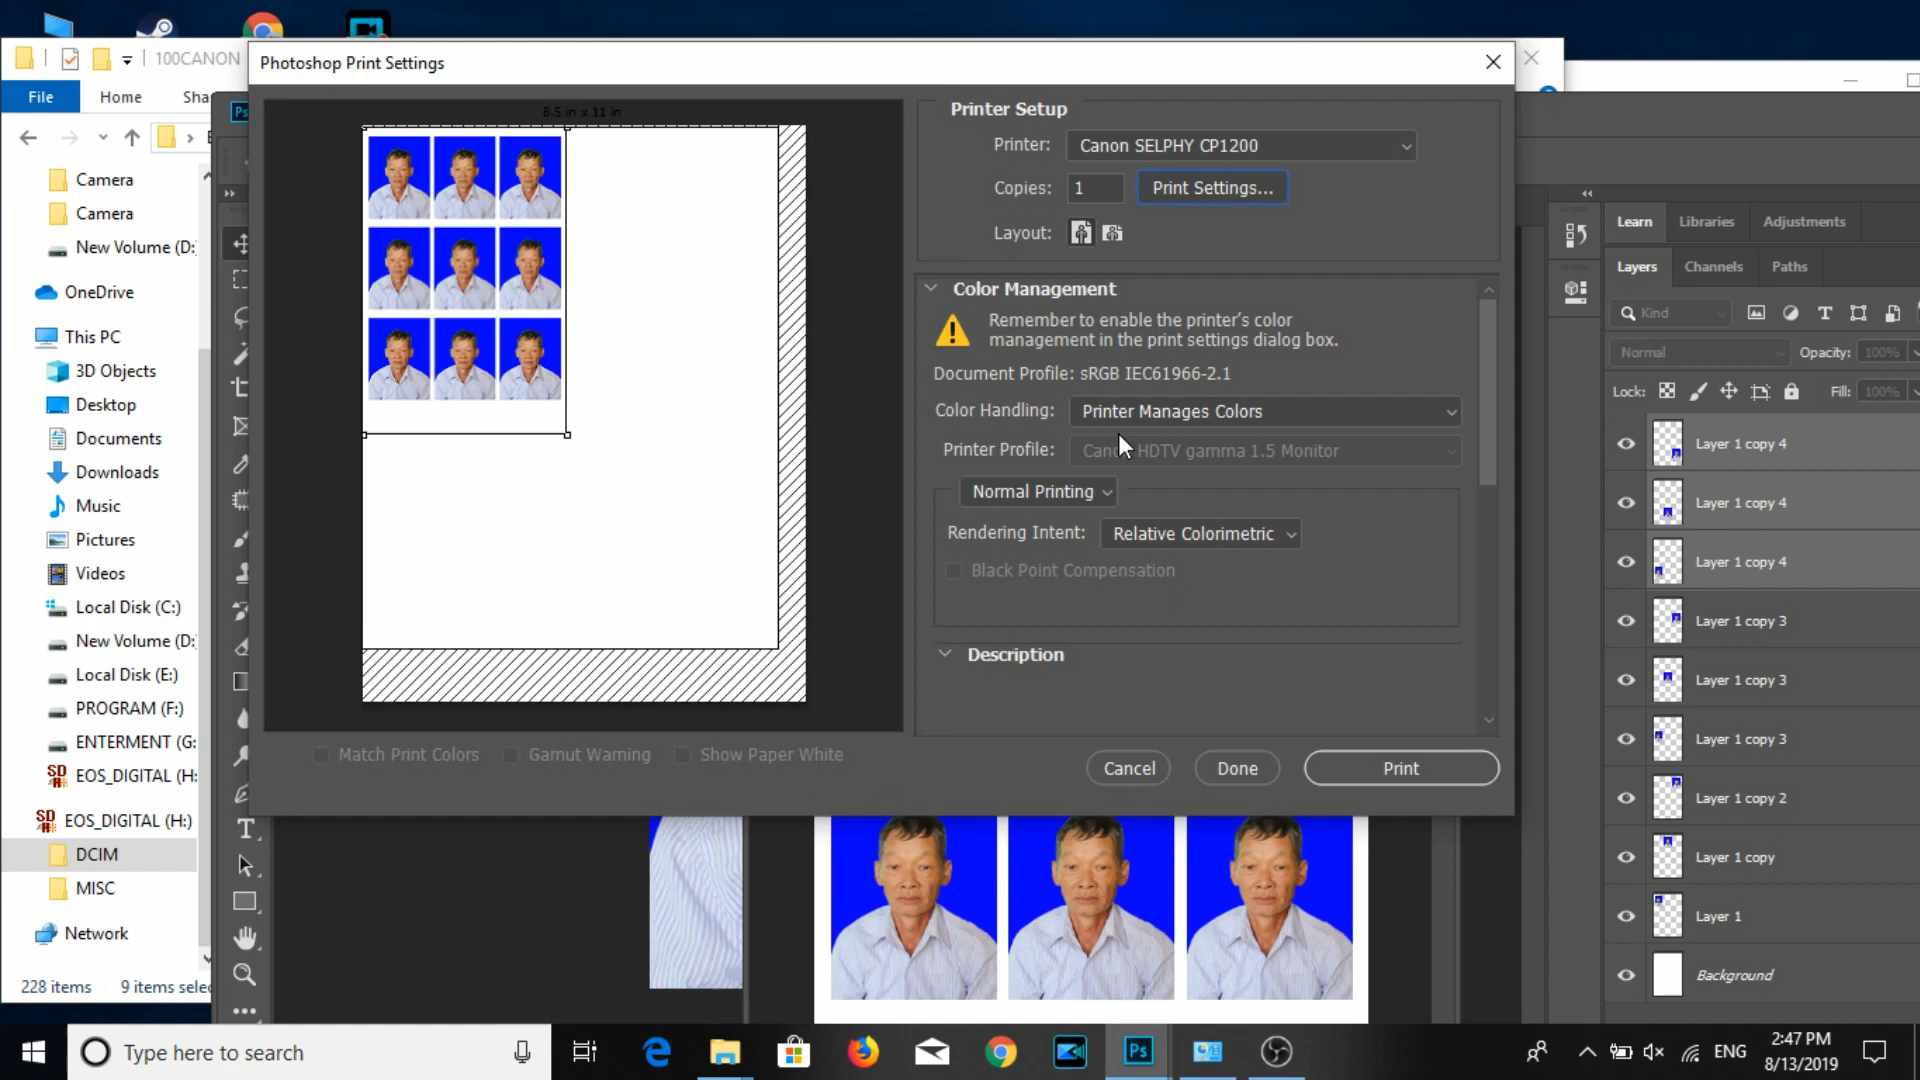 100CANON
File
Home
Camera
Camera
New Volume (D:
OneDrive
This PC
3D Objects
Desktop
Documents
Downloads
Music
Pictures
Videos
Local Disk (C:)
New Volume (D:
Local Disk (E:)
PROGRAM (F:)
ENTERMENT (G:
EOS_DIGITAL (H:
EOS_DIGITAL (H:)
DCIM
MISC
Network
228 items
9 items selec
Photoshop Print Settings
8.5 in x 11 in
Match Print Colors
Gamut Warning
Show Paper White
Printer Setup
Printer:
Canon SELPHY CP1200
Copies:
1
Print Settings...
Layout:
Color Management
Remember to enable the printer's color
management in the print settings dialog box.
Document Profile: sRGB IEC61966-2.1
Color Handling:
Printer Manages Colors
Printer Profile:
HDTV gamma 1.5 Monitor
Normal Printing
Rendering Intent:
Relative Colorimetric
Black Point Compensation
Description
Cancel
Done
Print
Ps
Learn
Libraries
Adjustments
Layers
Channels
Paths
Kind
Normal
Opacity:
100%
Lock:
Fill:
100%
Layer 1 copy 4
Layer 1 copy 4
Layer 1 copy 4
Layer 1 copy 3
Layer 1 copy 3
Layer 1 copy 3
Layer 1 copy 2
Layer 1 copy
Layer 1
Background
Type here to search
Ps
ENG
2:47 PM
8/13/2019